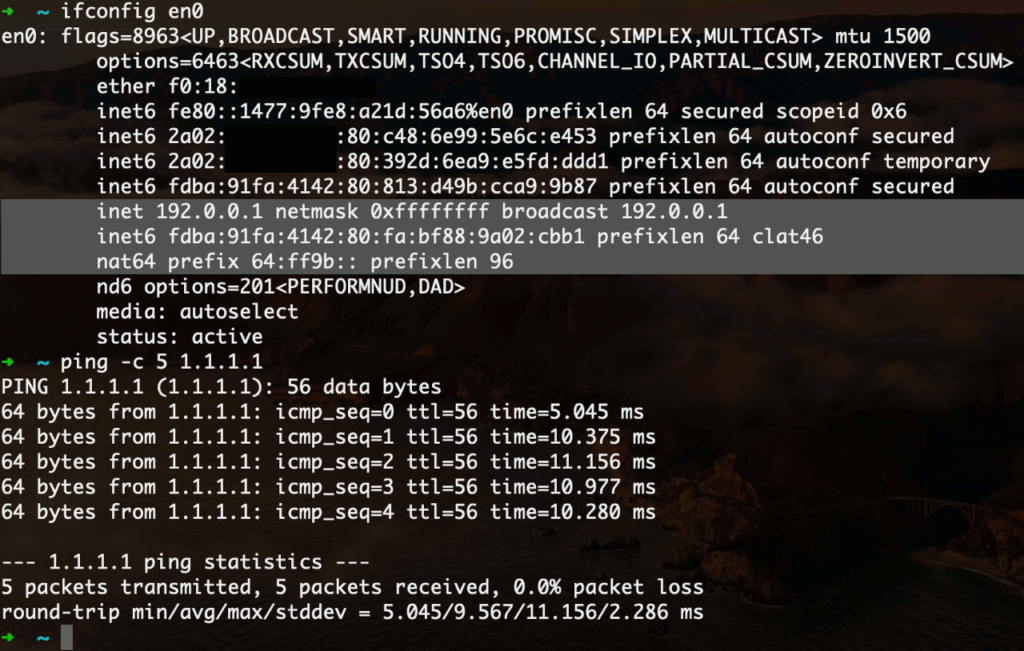 ➜  ~ ifconfig en0
en0: flags=8963<UP,BROADCAST,SMART,RUNNING,PROMISC,SIMPLEX,MULTICAST> mtu 1500
options=6463<RXCSUM,TXCSUM,TSO4,TSO6,CHANNEL_IO,PARTIAL_CSUM,ZEROINVERT_CSUM>
ether f0:18:
inet6 fe80::1477:9fe8:a21d:56a6%en0 prefixlen 64 secured scopeid 0x6
inet6 2a02: :80:c48:6e99:5e6c:e453 prefixlen 64 autoconf secured
inet6 2a02: :80:392d:6ea9:e5fd:ddd1 prefixlen 64 autoconf temporary
inet6 fdba:91fa:4142:80:813:d49b:cca9:9b87 prefixlen 64 autoconf secured
inet 192.0.0.1 netmask 0xffffffff broadcast 192.0.0.1
inet6 fdba:91fa:4142:80:fa:bf88:9a02:cbb1 prefixlen 64 clat46
nat64 prefix 64:ff9b:: prefixlen 96
nd6 options=201<PERFORMNUD,DAD>
media: autoselect
status: active
➜  ~ ping -c 5 1.1.1.1
PING 1.1.1.1 (1.1.1.1): 56 data bytes
64 bytes from 1.1.1.1: icmp_seq=0 ttl=56 time=5.045 ms
64 bytes from 1.1.1.1: icmp_seq=1 ttl=56 time=10.375 ms
64 bytes from 1.1.1.1: icmp_seq=2 ttl=56 time=11.156 ms
64 bytes from 1.1.1.1: icmp_seq=3 ttl=56 time=10.977 ms
64 bytes from 1.1.1.1: icmp_seq=4 ttl=56 time=10.280 ms
--- 1.1.1.1 ping statistics ---
5 packets transmitted, 5 packets received, 0.0% packet loss
round-trip min/avg/max/stddev = 5.045/9.567/11.156/2.286 ms
➜  ~